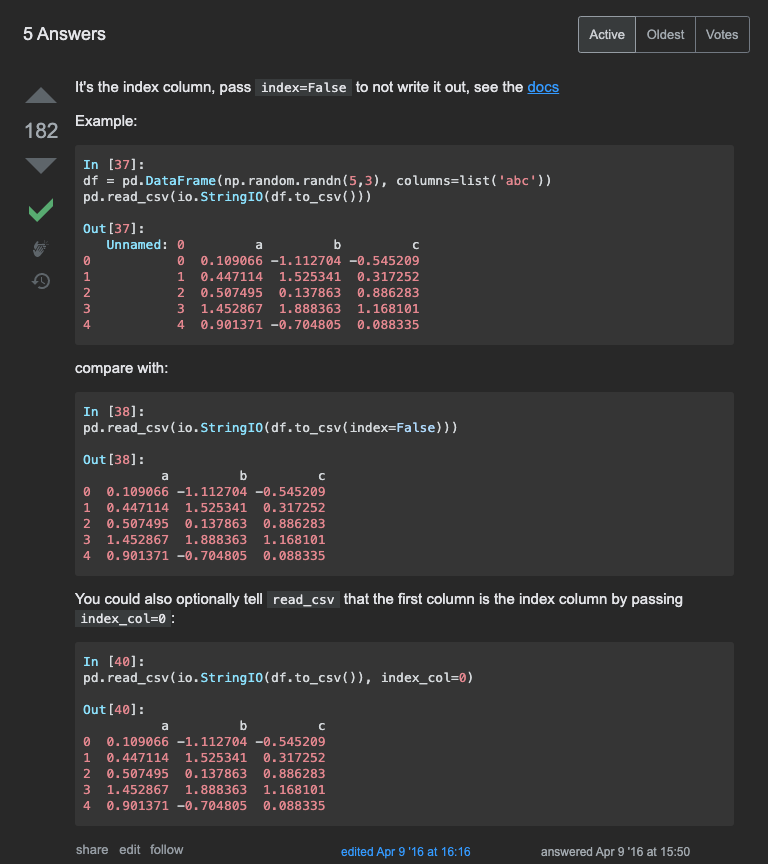 5 Answers
Active Oldest Votes
182
It's the index column, pass index=False to not write it out, see the docs
Example:
In [37]:
df = pd.DataFrame(np.random.randn(5,3), columns=list('abc'))
pd.read_csv(io.StringIO(df.to_csv()))
Out[37]:
   Unnamed: 0         a         b         c
0           0  0.109066 -1.112704 -0.545209
1           1  0.447114  1.525341  0.317252
2           2  0.507495  0.137863  0.886283
3           3  1.452867  1.888363  1.168101
4           4  0.901371 -0.704805  0.088335
compare with:
In [38]:
pd.read_csv(io.StringIO(df.to_csv(index=False)))
Out[38]:
          a         b         c
0  0.109066 -1.112704 -0.545209
1  0.447114  1.525341  0.317252
2  0.507495  0.137863  0.886283
3  1.452867  1.888363  1.168101
4  0.901371 -0.704805  0.088335
You could also optionally tell read_csv that the first column is the index column by passing
index_col=0 :
In [40]:
pd.read_csv(io.StringIO(df.to_csv()), index_col=0)
Out[40]:
          a         b         c
0  0.109066 -1.112704 -0.545209
1  0.447114  1.525341  0.317252
2  0.507495  0.137863  0.886283
3  1.452867  1.888363  1.168101
4  0.901371 -0.704805  0.088335
share edit follow edited Apr 9 '16 at 16:16 answered Apr 9 '16 at 15:50